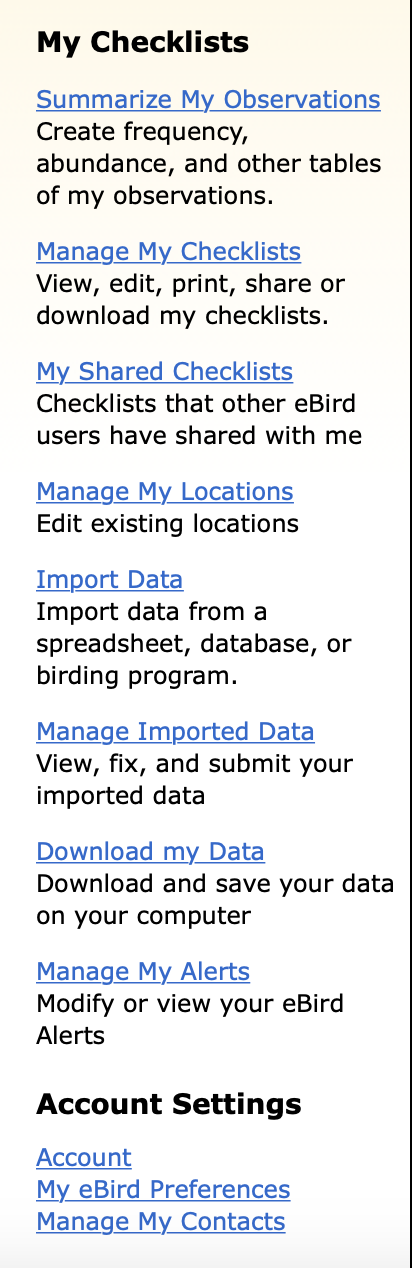 My Checklists
Summarize My Observations
Create frequency,
abundance, and other tables
of my observations.
Manage My Checklists
View, edit, print, share or
download my checklists.
My Shared Checklists
Checklists that other eBird
users have shared with me
Manage My Locations
Edit existing locations
Import Data
Import data from a
spreadsheet, database, or
birding program.
Manage Imported Data
View, fix, and submit your
imported data
Download my Data
Download and save your data
on your computer
Manage My Alerts
Modify or view your eBird
Alerts
Account Settings
Account
My eBird Preferences
Manage My Contacts